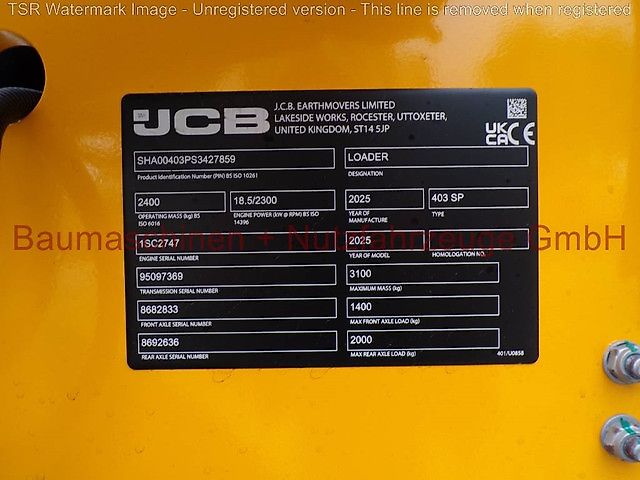 TSR Watermark Image - Unregistered version - This line is removed when registered
JCB
J.C.B. EARTHMOVERS LIMITED
LAKESIDE WORKS, ROCESTER, UTTOXETER,
UNITED KINGDOM, ST14 5JP
UK
CA CE
SHA00403PS3427859
Product Identification Number (PIN) BS ISO 10261
LOADER
DESIGNATION
2400
OPERATING MASS (kg) BS
ISO 6016
18.5/2300
ENGINE POWER (kW @ RPM) BS ISO
14396
2025
YEAR OF
MANUFACTURE
403 SP
TYPE
Baumaschinen + Nutzfahrzeuge GmbH
1SC2747
ENGINE SERIAL NUMBER
2025
YEAR OF MODEL
HOMOLOGATION NO.
95097369
TRANSMISSION SERIAL NUMBER
3100
MAXIMUM MASS (kg)
8682833
FRONT AXLE SERIAL NUMBER
1400
MAX FRONT AXLE LOAD (kg)
8692636
REAR AXLE SERIAL NUMBER
2000
MAX REAR AXLE LOAD (kg)
401/U0858